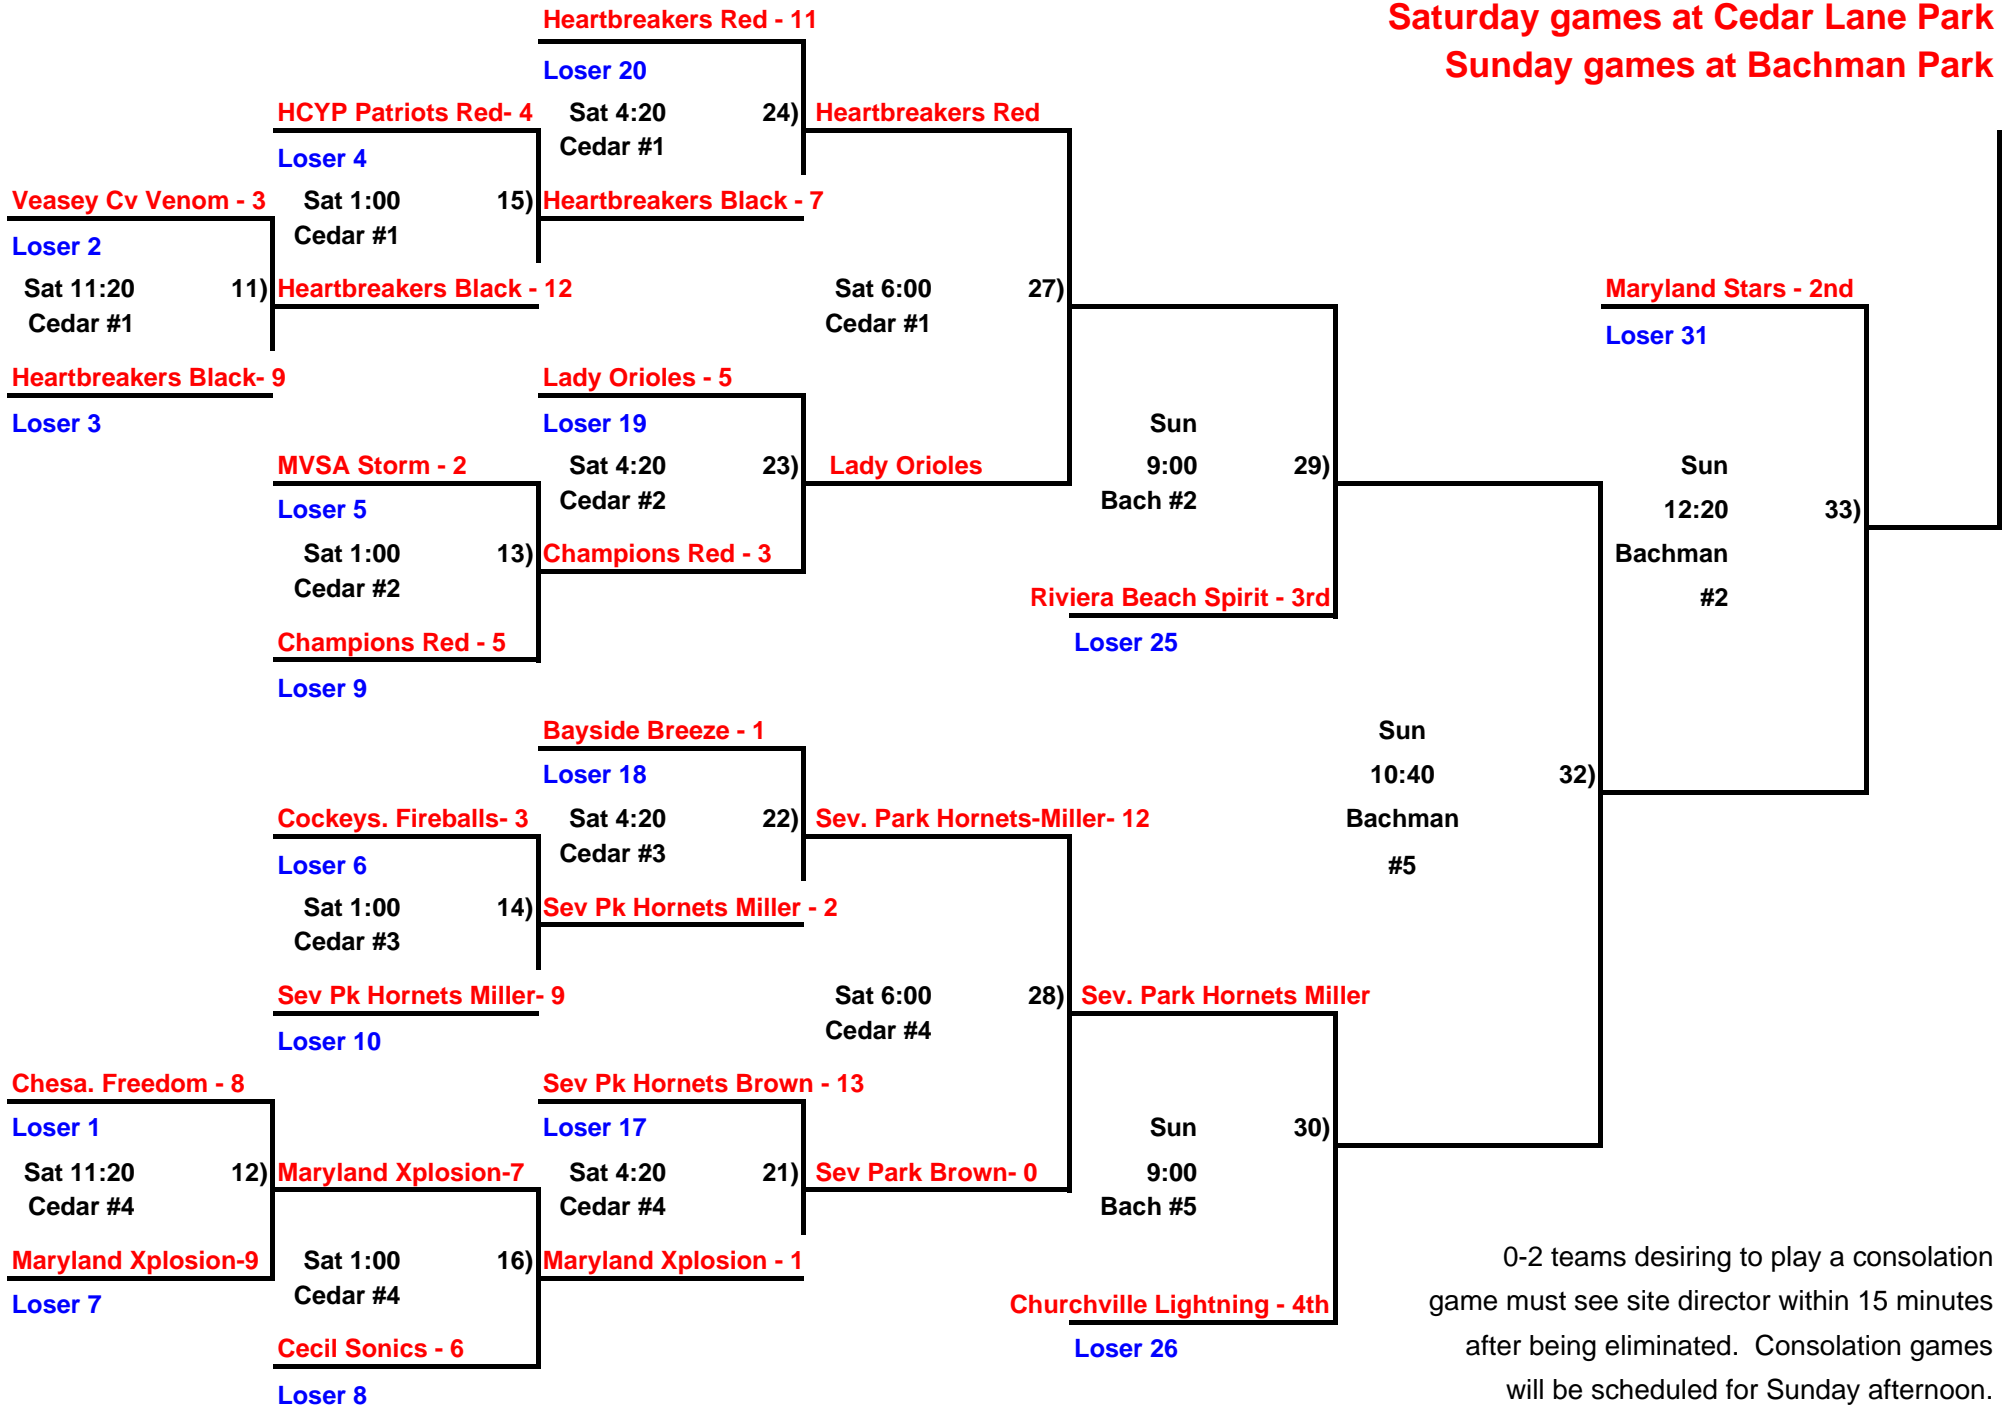 Heartbreakers Red - 11
Saturday games at Cedar Lane Park
Sunday games at Bachman Park
Loser 20
HCYP Patriots Red- 4
Sat 4:20 24) Heartbreakers Red
Cedar #1
Loser 4
Veasey Cv Venom - 3
Sat 1:00 15) Heartbreakers Black - 7
Cedar #1
Loser 2
Sat 11:20 11) Heartbreakers Black - 12
Cedar #1
Sat 6:00 27)
Cedar #1
Maryland Stars - 2nd
Loser 31
Heartbreakers Black- 9
Loser 3
Lady Orioles - 5
Loser 19
MVSA Storm - 2
Sat 4:20 23) Lady Orioles
Cedar #2
Sun
9:00 29)
Bach #2
Sun
12:20 33)
Bachman
#2
Loser 5
Sat 1:00 13) Champions Red - 3
Cedar #2
Riviera Beach Spirit - 3rd
Loser 25
Champions Red - 5
Loser 9
Bayside Breeze - 1
Loser 18
Sun
10:40 32)
Bachman
#5
Cockeys. Fireballs- 3
Sat 4:20 22) Sev. Park Hornets-Miller- 12
Cedar #3
Loser 6
Sat 1:00 14) Sev Pk Hornets Miller - 2
Cedar #3
Sev Pk Hornets Miller- 9
Loser 10
Sat 6:00 28) Sev. Park Hornets Miller
Cedar #4
Chesa. Freedom - 8
Loser 1
Sev Pk Hornets Brown - 13
Loser 17
Sun 30)
9:00
Bach #5
Sat 11:20 12) Maryland Xplosion-7
Cedar #4
Sat 4:20 21) Sev Park Brown- 0
Cedar #4
Maryland Xplosion-9
Loser 7
Sat 1:00 16) Maryland Xplosion - 1
Cedar #4
Churchville Lightning - 4th
Loser 26
Cecil Sonics - 6
Loser 8
0-2 teams desiring to play a consolation
game must see site director within 15 minutes
after being eliminated. Consolation games
will be scheduled for Sunday afternoon.